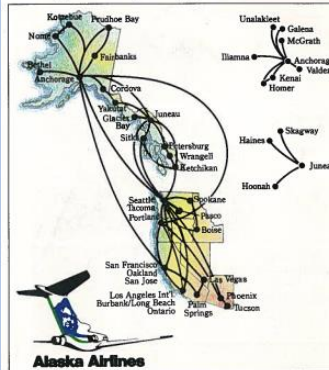 Kotzebue
Prudhoe Bay
Nome
Fairbanks
Bethel
Anchorage
Cordova
Yakutat
Glacier
Bay
Juneau
Sitka
Petersburg
Wrangell
Ketchikan
Unalakleet
Galena
McGrath
Iliamna
Anchorag
Valdez
Kenai
Homer
Skagway
Haines
Junea
Hoonah
Seattle
Tacoma
Portland
Spokane
Pasco
Boise
San Francisco
Oakland
San Jose
Los Angeles Int'l
Burbank/Long Beach
Ontario
Las Vegas
Palm
Springs
Phoenix
Tucson
Alaska Airlines